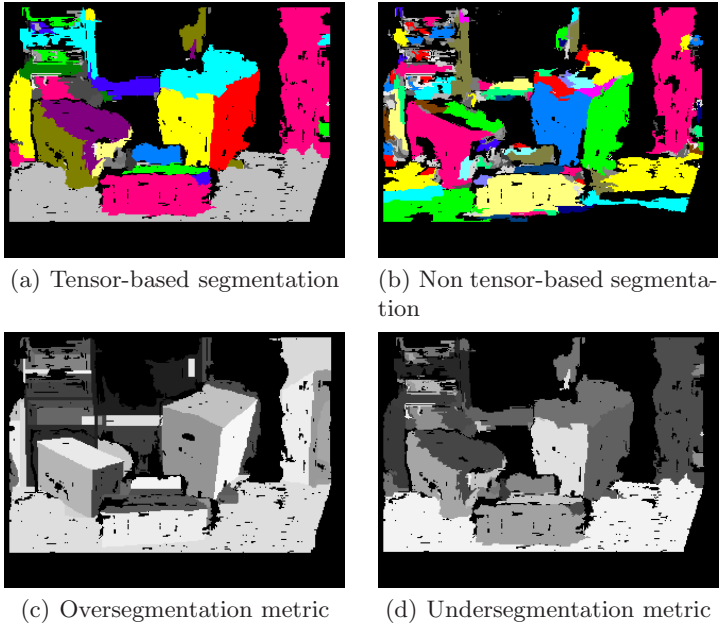 (a) Tensor-based segmentation
(b) Non tensor-based segmenta-
tion
(c) Oversegmentation metric
(d) Undersegmentation metric